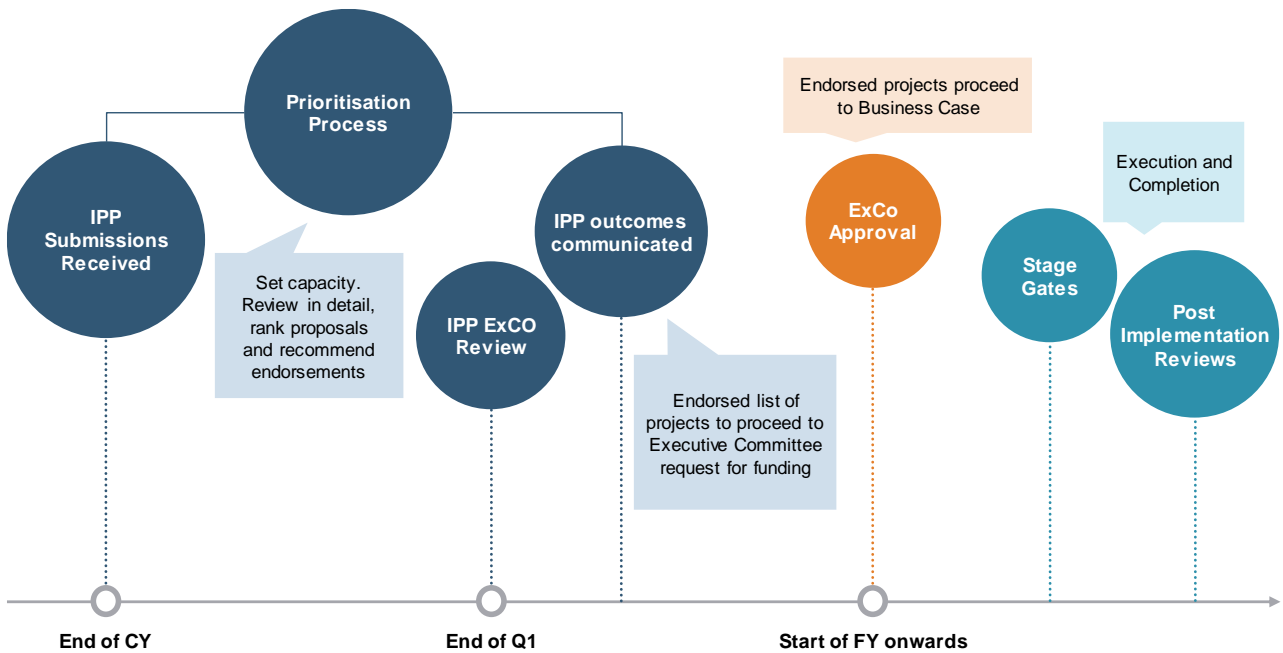 Prioritisation
Process
IPP
Submissions
Received
Set capacity.
Review in detail,
rank proposals
and recommend
endorsements
IPP ExCO
Review
IPP outcomes
communicated
Endorsed list of
projects to proceed to
Executive Committee
request for funding
Endorsed projects proceed
to Business Case
ExCo
Approval
Execution and
Completion
Stage
Gates
Post
Implementation
Reviews
End of CY
End of Q1
Start of FY onwards